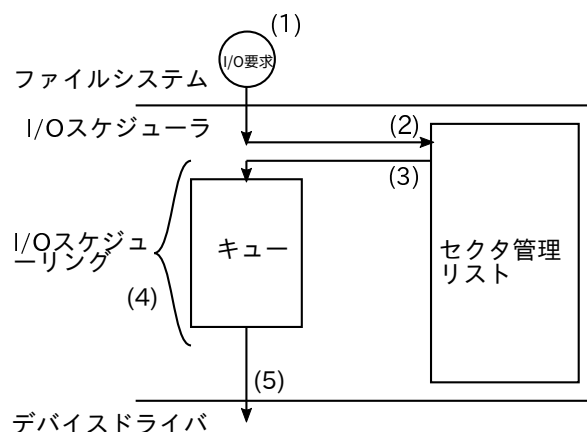 (1)
I/O要求
ファイルシステム
I/Oスケジューラ
(2)
(3)
I/Oスケジュ
ーリング
キュー
セクタ管理
リスト
(4)
(5)
デバイスドライバ